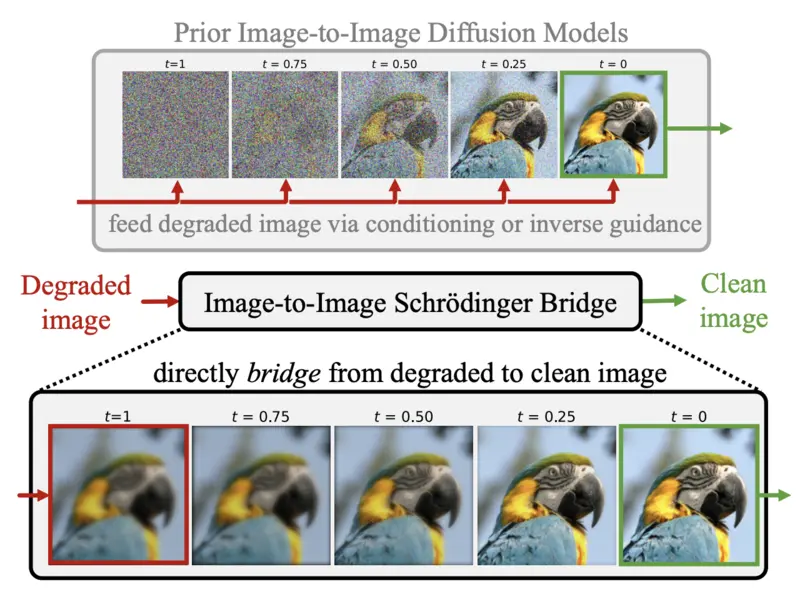 Prior Image-to-Image Diffusion Models
t=1
t = 0.75
t = 0.50
t = 0.25
t = 0
feed degraded image via conditioning or inverse guidance
Degraded
image
Image-to-Image Schrödinger Bridge
Clean
image
directly bridge from degraded to clean image
t=1
t = 0.75
t = 0.50
t = 0.25
t = 0